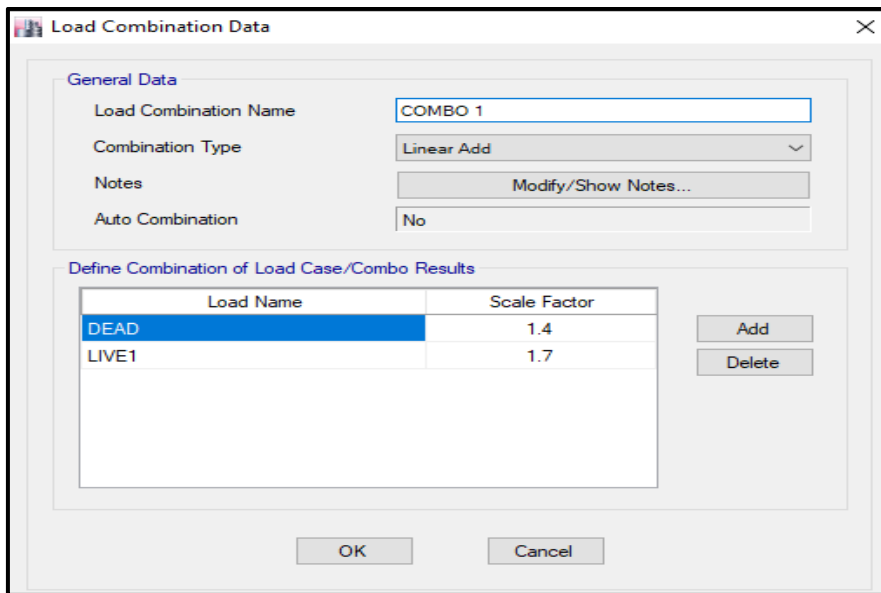 Load Combination Data
General Data
Load Combination Name COMBO 1
Combination Type Linear Add
Notes Modify/Show Notes...
Auto Combination No
Define Combination of Load Case/Combo Results
Load Name Scale Factor
DEAD 1.4 Add
LIVE1 1.7 Delete
OK Cancel